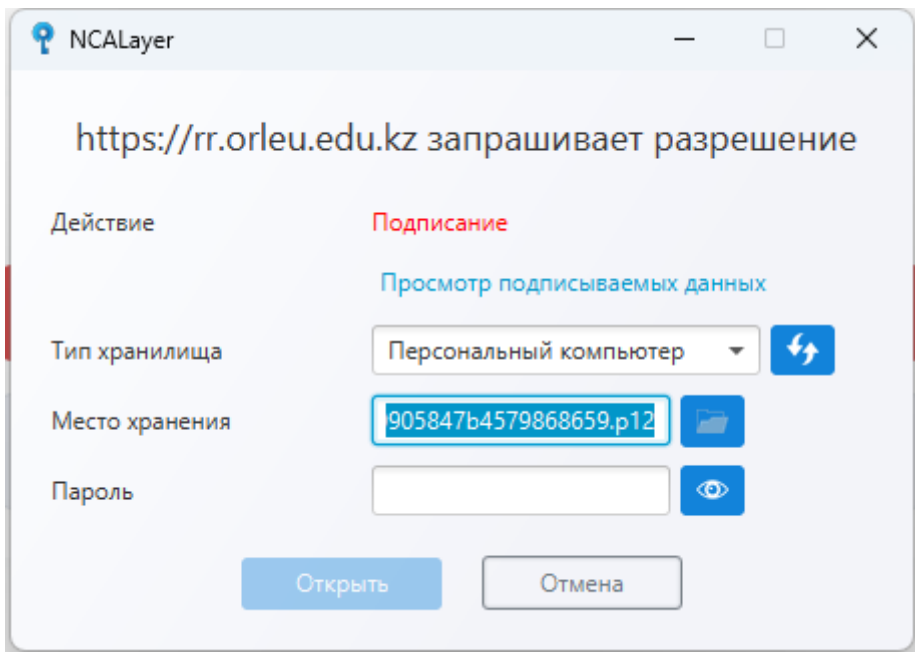 NCALayer
https://rr.orleu.edu.kz запрашивает разрешение
Действие Подписание
Просмотр подписываемых данных
Тип хранилища Персональный компьютер
Место хранения 905847b4579868659.p12
Пароль
Открыть Отмена